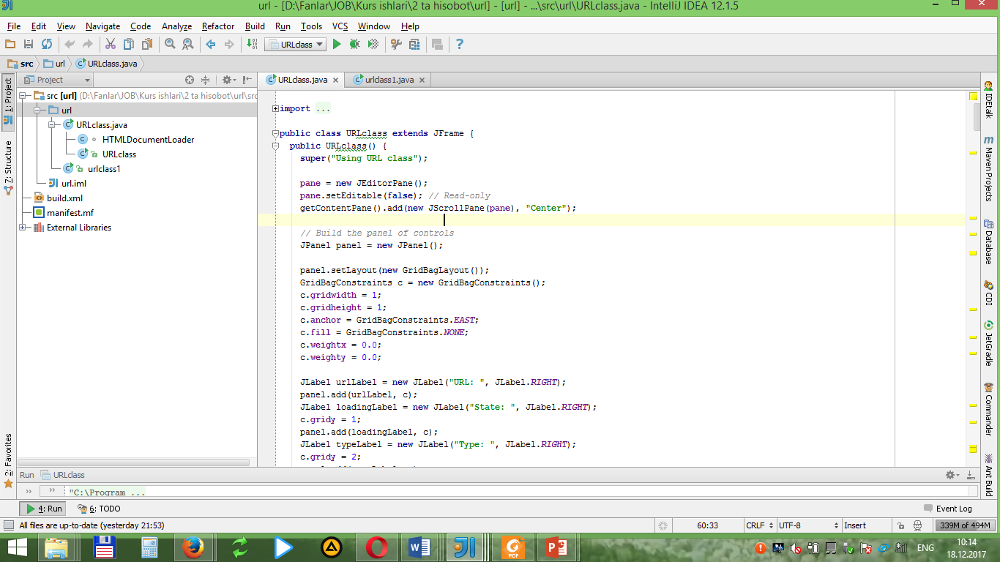 url - [D:\Fanlar\JOB\Kurs ishlari\2 ta hisobot\url] - [url] - ...\src\url\URLclass.java - IntelliJ IDEA 12.1.5
File Edit View Navigate Code Analyze Refactor Build Run Tools VCS Window Help
URLclass
src url URLclass.java
Project
URLclass.java urlclass1.java
1: Project
Z: Structure
2: Favorites
src [url] (D:\Fanlar\JOB\Kurs ishlari\2 ta hisobot\url\src
url
URLclass.java
HTMLDocumentLoader
URLclass
urlclass1
url.iml
build.xml
manifest.mf
External Libraries
import ...
public class URLclass extends JFrame {
public URLclass() {
super("Using URL class");
pane = new JEditorPane();
pane.setEditable(false); // Read-only
getContentPane().add(new JScrollPane(pane), "Center");
// Build the panel of controls
JPanel panel = new JPanel();
panel.setLayout(new GridBagLayout());
GridBagConstraints c = new GridBagConstraints();
c.gridwidth = 1;
c.gridheight = 1;
c.anchor = GridBagConstraints.EAST;
c.fill = GridBagConstraints.NONE;
c.weightx = 0.0;
c.weighty = 0.0;
JLabel urlLabel = new JLabel("URL: ", JLabel.RIGHT);
panel.add(urlLabel, c);
JLabel loadingLabel = new JLabel("State: ", JLabel.RIGHT);
c.gridy = 1;
panel.add(loadingLabel, c);
JLabel typeLabel = new JLabel("Type: ", JLabel.RIGHT);
c.gridy = 2;
IDEtalk
Maven Projects
Database
CDI
JetGradle
Commander
Ant Build
Run URLclass
"C:\Program ...
4: Run 6: TODO Event Log
All files are up-to-date (yesterday 21:53) 60:33 CRLF UTF-8 Insert 339M of 494M
ENG 10:14
18.12.2017